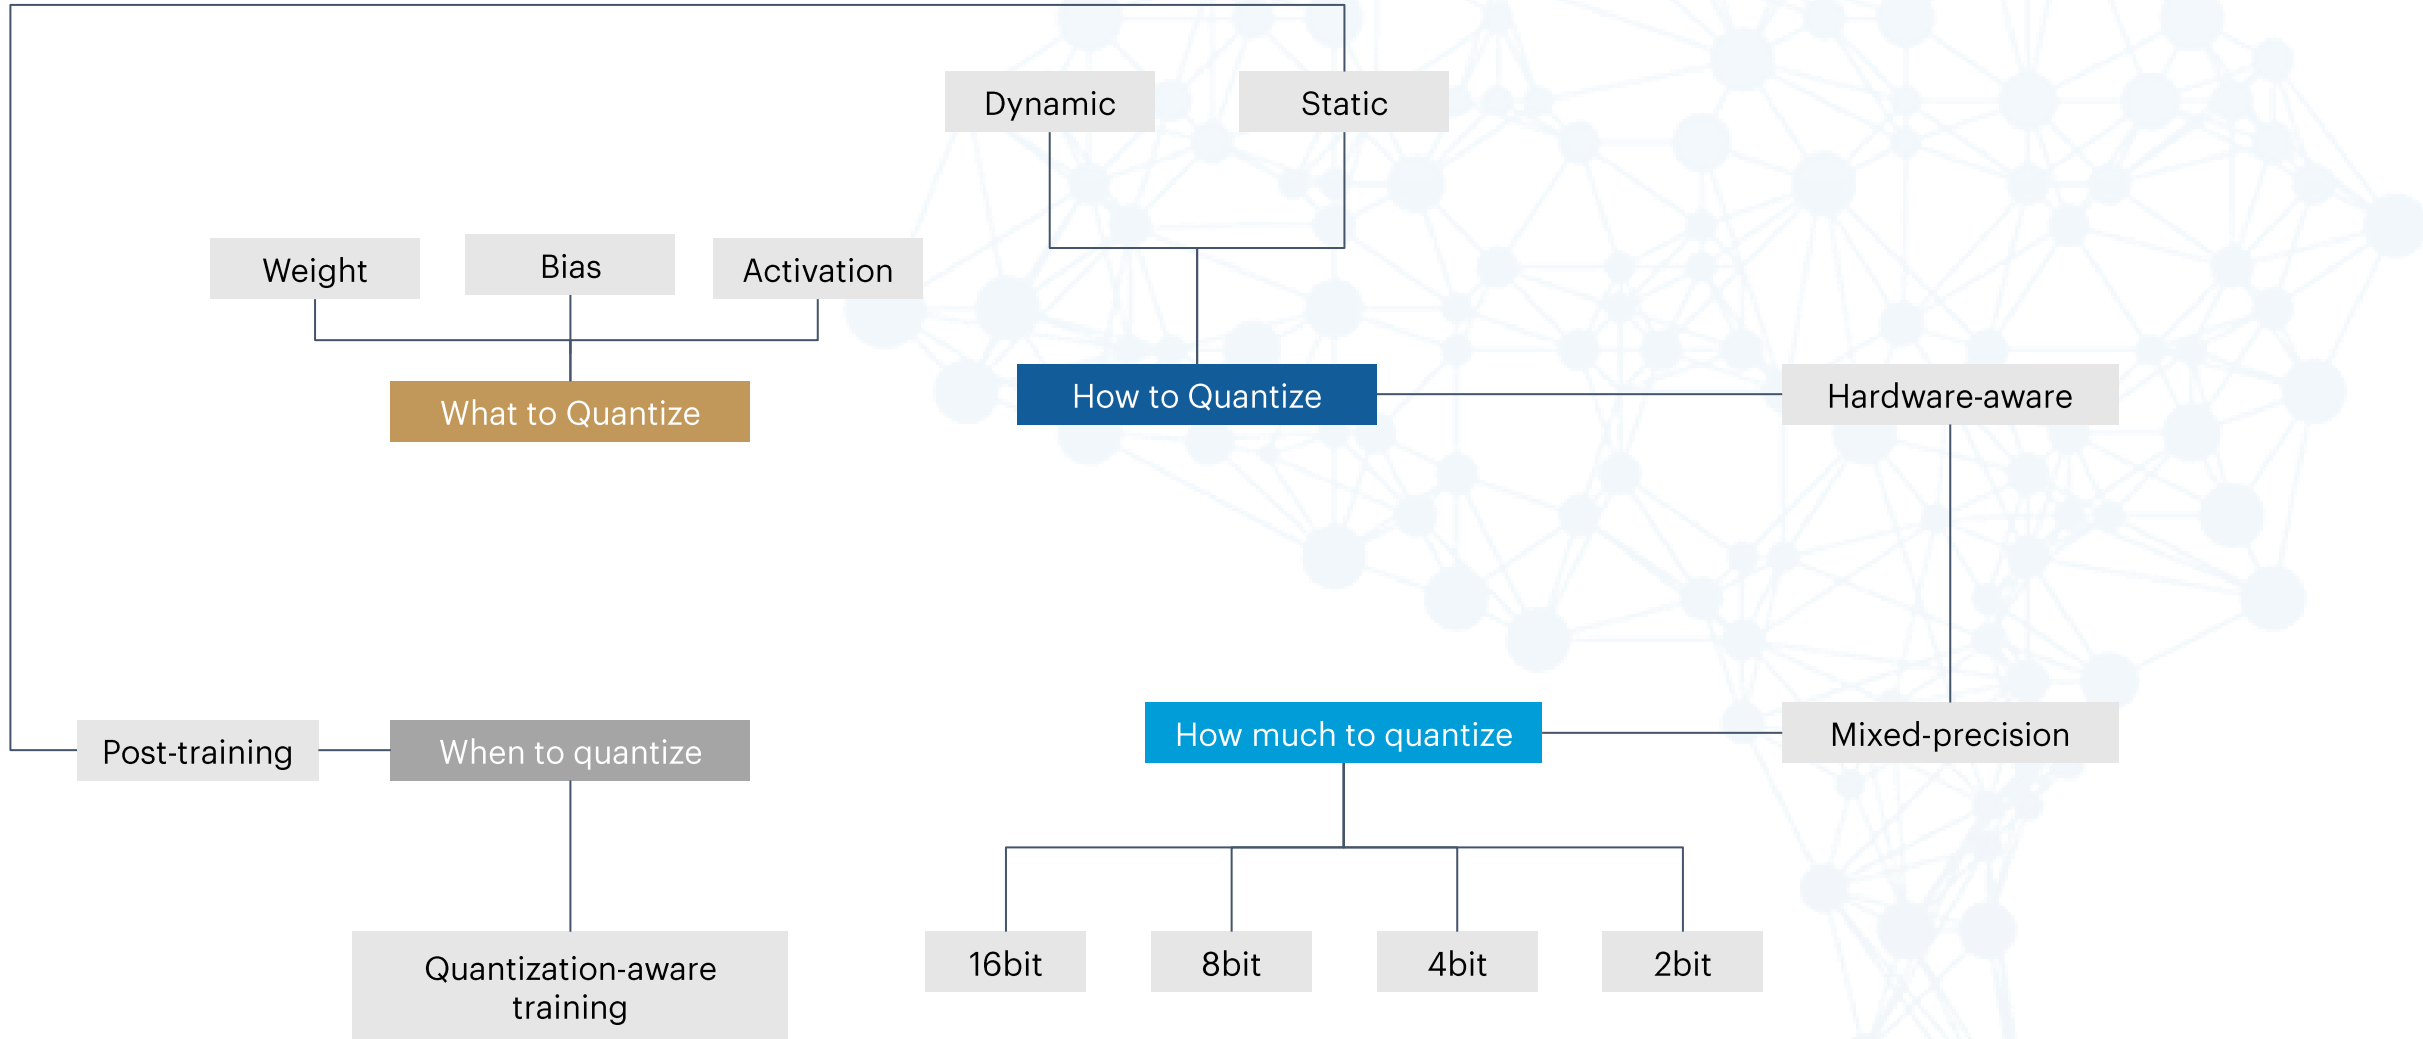 Dynamic
Static
Weight
Bias
Activation
What to Quantize
How to Quantize
Hardware-aware
Post-training
When to quantize
How much to quantize
Mixed-precision
Quantization-aware
training
16bit
8bit
4bit
2bit